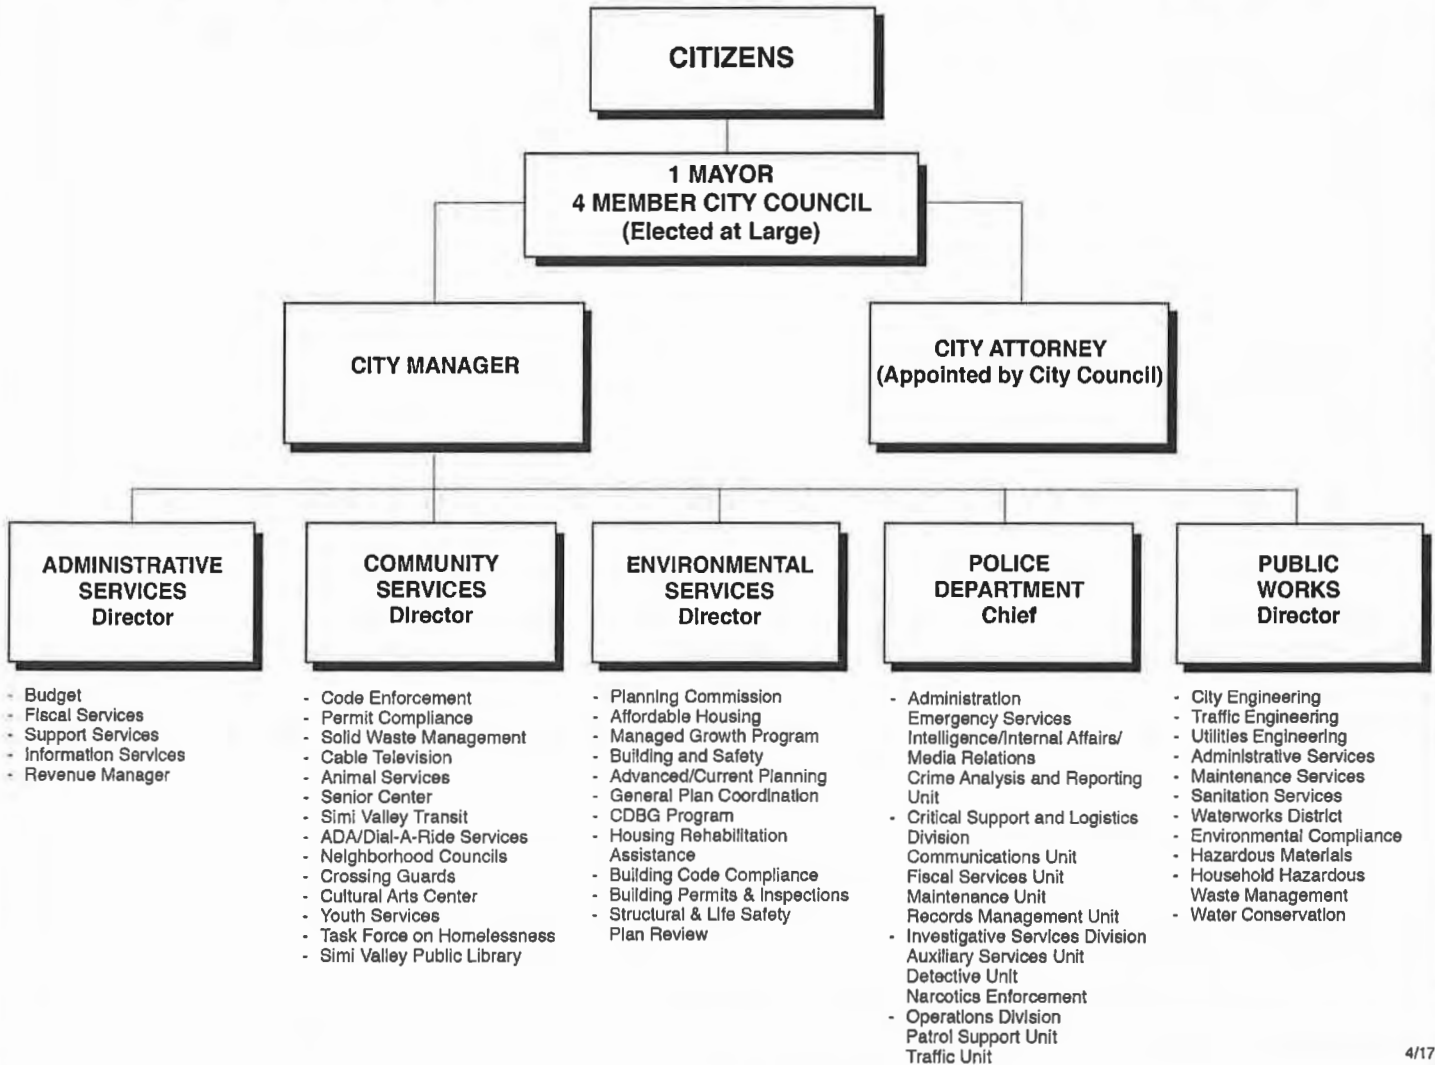 CITIZENS
1 MAYOR
4 MEMBER CITY COUNCIL
(Elected at Large)
CITY MANAGER
CITY ATTORNEY
(Appointed by City Council)
ADMINISTRATIVE
SERVICES
Director
- Budget
- Fiscal Services
- Support Services
- Information Services
- Revenue Manager
COMMUNITY
SERVICES
Director
- Code Enforcement
- Permit Compliance
- Solid Waste Management
- Cable Television
- Animal Services
- Senior Center
- Simi Valley Transit
- ADA/Dial-A-Ride Services
- Neighborhood Councils
- Crossing Guards
- Cultural Arts Center
- Youth Services
- Task Force on Homelessness
- Simi Valley Public Library
ENVIRONMENTAL
SERVICES
Director
- Planning Commission
- Affordable Housing
- Managed Growth Program
- Building and Safety
- Advanced/Current Planning
- General Plan Coordination
- CDBG Program
- Housing Rehabilitation
Assistance
- Building Code Compliance
- Building Permits & Inspections
- Structural & Life Safety
Plan Review
POLICE
DEPARTMENT
Chief
- Administration
Emergency Services
Intelligence/Internal Affairs/
Media Relations
Crime Analysis and Reporting
Unit
- Critical Support and Logistics
Division
Communications Unit
Fiscal Services Unit
Maintenance Unit
Records Management Unit
- Investigative Services Division
Auxiliary Services Unit
Detective Unit
Narcotics Enforcement
- Operations Division
Patrol Support Unit
Traffic Unit
PUBLIC
WORKS
Director
- City Engineering
- Traffic Engineering
- Utilities Engineering
- Administrative Services
- Maintenance Services
- Sanitation Services
- Waterworks District
- Environmental Compliance
- Hazardous Materials
- Household Hazardous
Waste Management
- Water Conservation
4/17